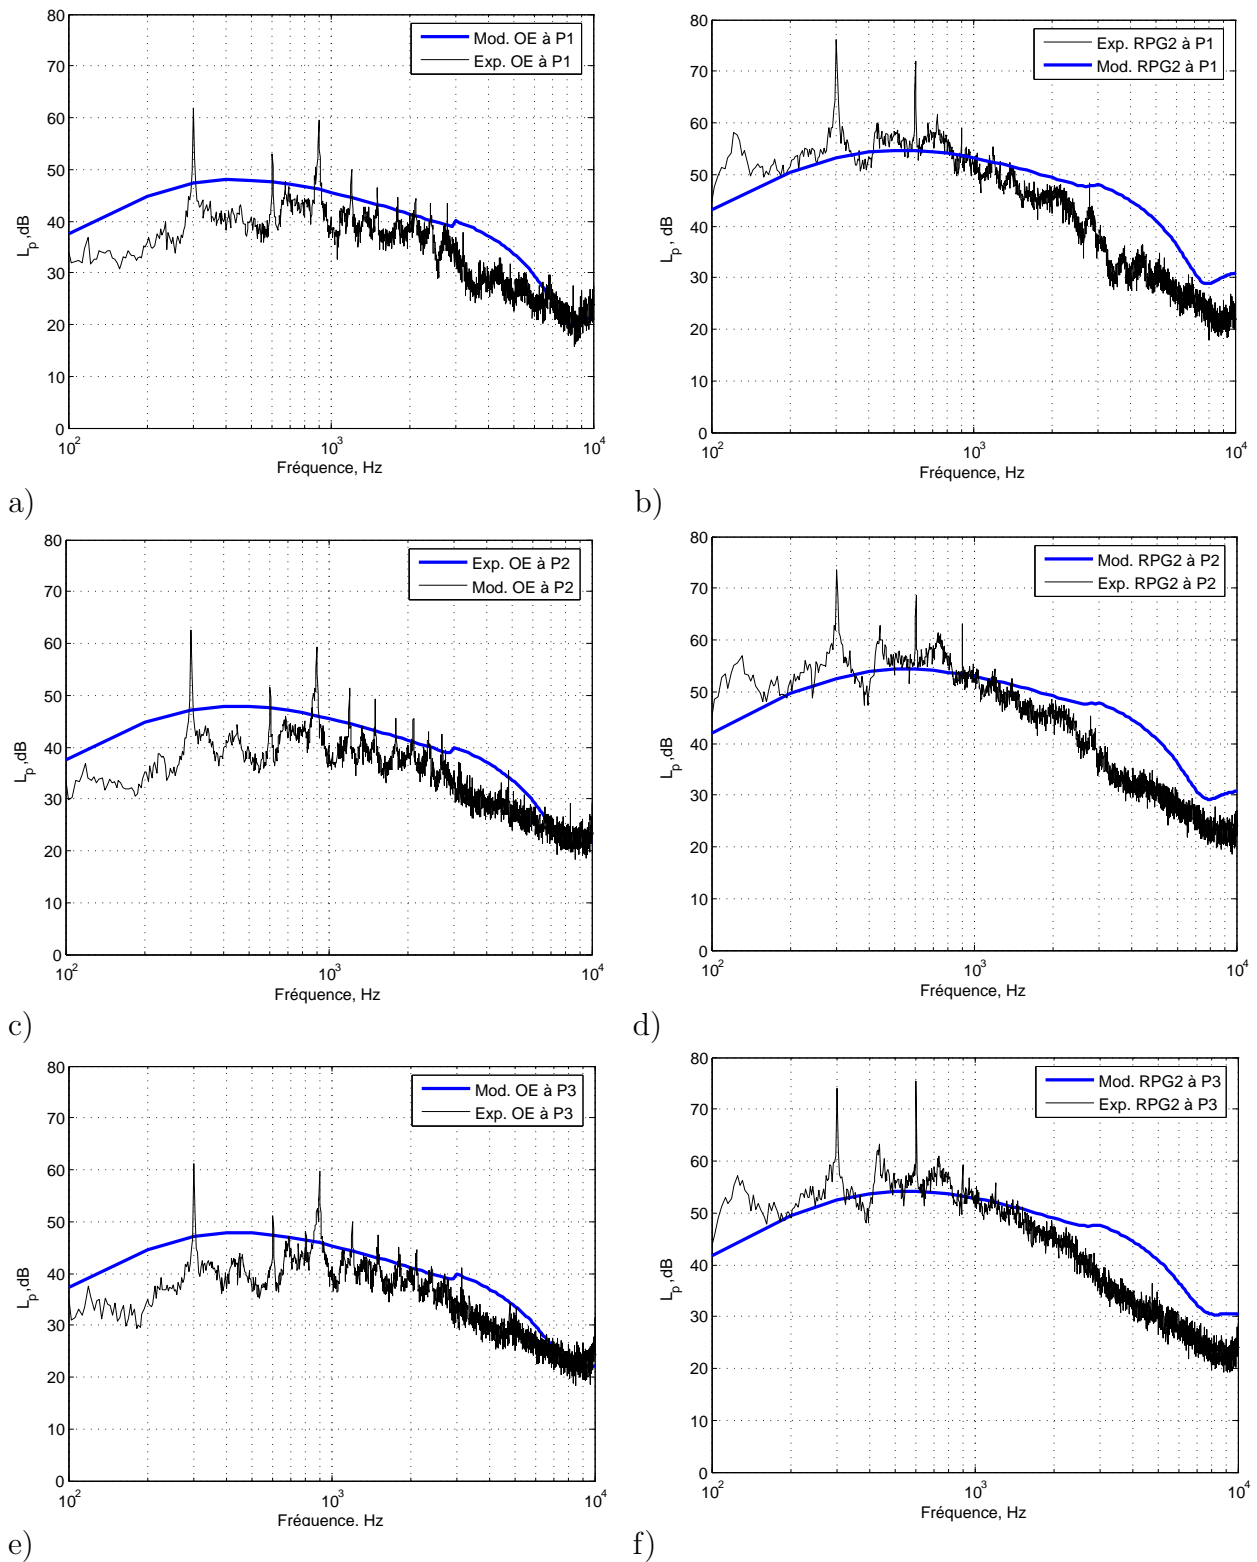 80
70
60
50
40
30
20
10
0
L_p,dB
10^2
10^3
10^4
Fréquence, Hz
Mod. OE à P1
Exp. OE à P1
a)
80
70
60
50
40
30
20
10
0
L_p, dB
10^2
10^3
10^4
Fréquence, Hz
Exp. RPG2 à P1
Mod. RPG2 à P1
b)
80
70
60
50
40
30
20
10
0
L_p,dB
10^2
10^3
10^4
Fréquence, Hz
Exp. OE à P2
Mod. OE à P2
c)
80
70
60
50
40
30
20
10
0
L_p,dB
10^2
10^3
10^4
Fréquence, Hz
Mod. RPG2 à P2
Exp. RPG2 à P2
d)
80
70
60
50
40
30
20
10
0
L_p,dB
10^2
10^3
10^4
Fréquence, Hz
Mod. OE à P3
Exp. OE à P3
e)
80
70
60
50
40
30
20
10
0
L_p,dB
10^2
10^3
10^4
Fréquence, Hz
Mod. RPG2 à P3
Exp. RPG2 à P3
f)